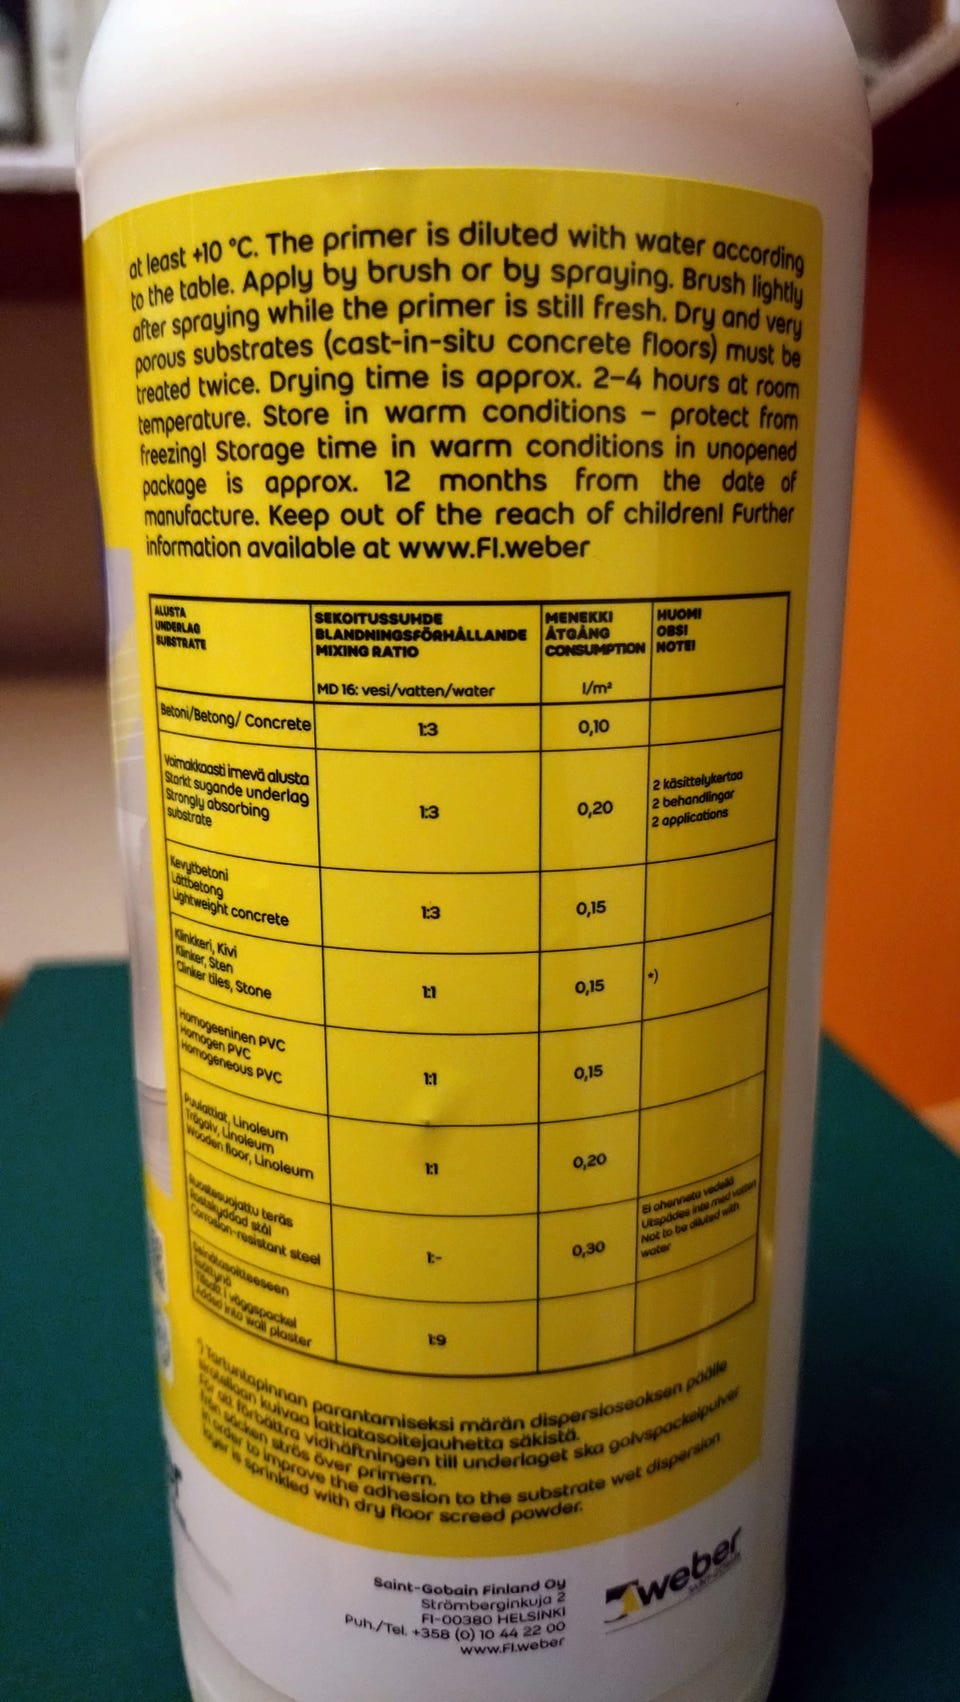 at least +10 °C. The primer is diluted with water according
to the table. Apply by brush or by spraying. Brush lightly
after spraying while the primer is still fresh. Dry and very
porous substrates (cast-in-situ concrete floors) must be
treated twice. Drying time is approx. 2–4 hours at room
temperature. Store in warm conditions – protect from
freezing! Storage time in warm conditions in unopened
package is approx. 12 months from the date of
manufacture. Keep out of the reach of children! Further
information available at www.FI.weber
ALUSTA
UNDERLAG
SUBSTRATE
SEKOITUSSUHDE
BLANDNINGSFÖRHÅLLANDE
MIXING RATIO
MD 16: vesi/vatten/water
MENEKKI
ÅTGÅNG
CONSUMPTION
l/m²
HUOM!
OBS!
NOTE!
Betoni/Betong/ Concrete
1:3
0,10
Voimakkaasti imevä alusta
Starkt sugande underlag
Strongly absorbing
substrate
1:3
0,20
2 käsittelykertaa
2 behandlingar
2 applications
Kevytbetoni
Lättbetong
Lightweight concrete
1:3
0,15
Klinkkeri, Kivi
Klinker, Sten
Clinker tiles, Stone
1:1
0,15
*)
Homogeeninen PVC
Homogen PVC
Homogeneous PVC
1:1
0,15
Puulattiat, Linoleum
Trägolv, Linoleum
Wooden floor, Linoleum
1:1
0,20
Ruostesuojattu teräs
Rostskyddad stål
Corrosion-resistant steel
1:-
0,30
Ei ohenneta vedellä
Utspädes inte med vatten
Not to be diluted with
water
Seinätasoitteeseen
lisättynä
Tillsatt i väggspackel
Added into wall plaster
1:9
*) Tartuntapinnan parantamiseksi märän dispersioseoksen päälle
sirotellaan kuivaa lattiatasoitejauhetta säkistä.
För att förbättra vidhäftningen till underlaget ska golvspackelpulver
från säcken strös över primern.
In order to improve the adhesion to the substrate wet dispersion
layer is sprinkled with dry floor screed powder.
Saint-Gobain Finland Oy
Strömberginkuja 2
FI-00380 HELSINKI
Puh./Tel. +358 (0) 10 44 22 00
www.FI.weber
weber
SAINT-GOBAIN